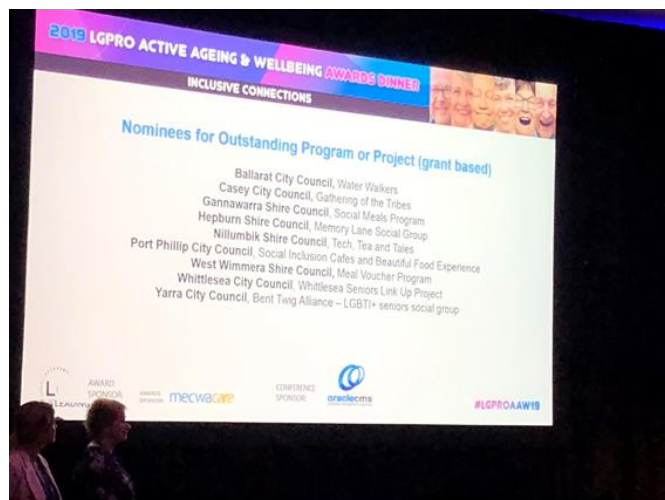 2019 LGPRO ACTIVE AGEING & WELLBEING AWARDS DINNER
INCLUSIVE CONNECTIONS
Nominees for Outstanding Program or Project (grant based)
Ballarat City Council, Water Walkers
Casey City Council, Gathering of the Tribes
Gannawarra Shire Council, Social Meals Program
Hepburn Shire Council, Memory Lane Social Group
Nillumbik Shire Council, Tech, Tea and Tales
Port Phillip City Council, Social Inclusion Cafes and Beautiful Food Experience
West Wimmera Shire Council, Meal Voucher Program
Whittlesea City Council, Whittlesea Seniors Link Up Project
Yarra City Council, Bent Twig Alliance – LGBTI+ seniors social group
L
LEADING
AWARD
SPONSOR
AWARDS
SPONSOR
mecwacare
CONFERENCE
SPONSOR:
oraclecms
#LGPROAAW19